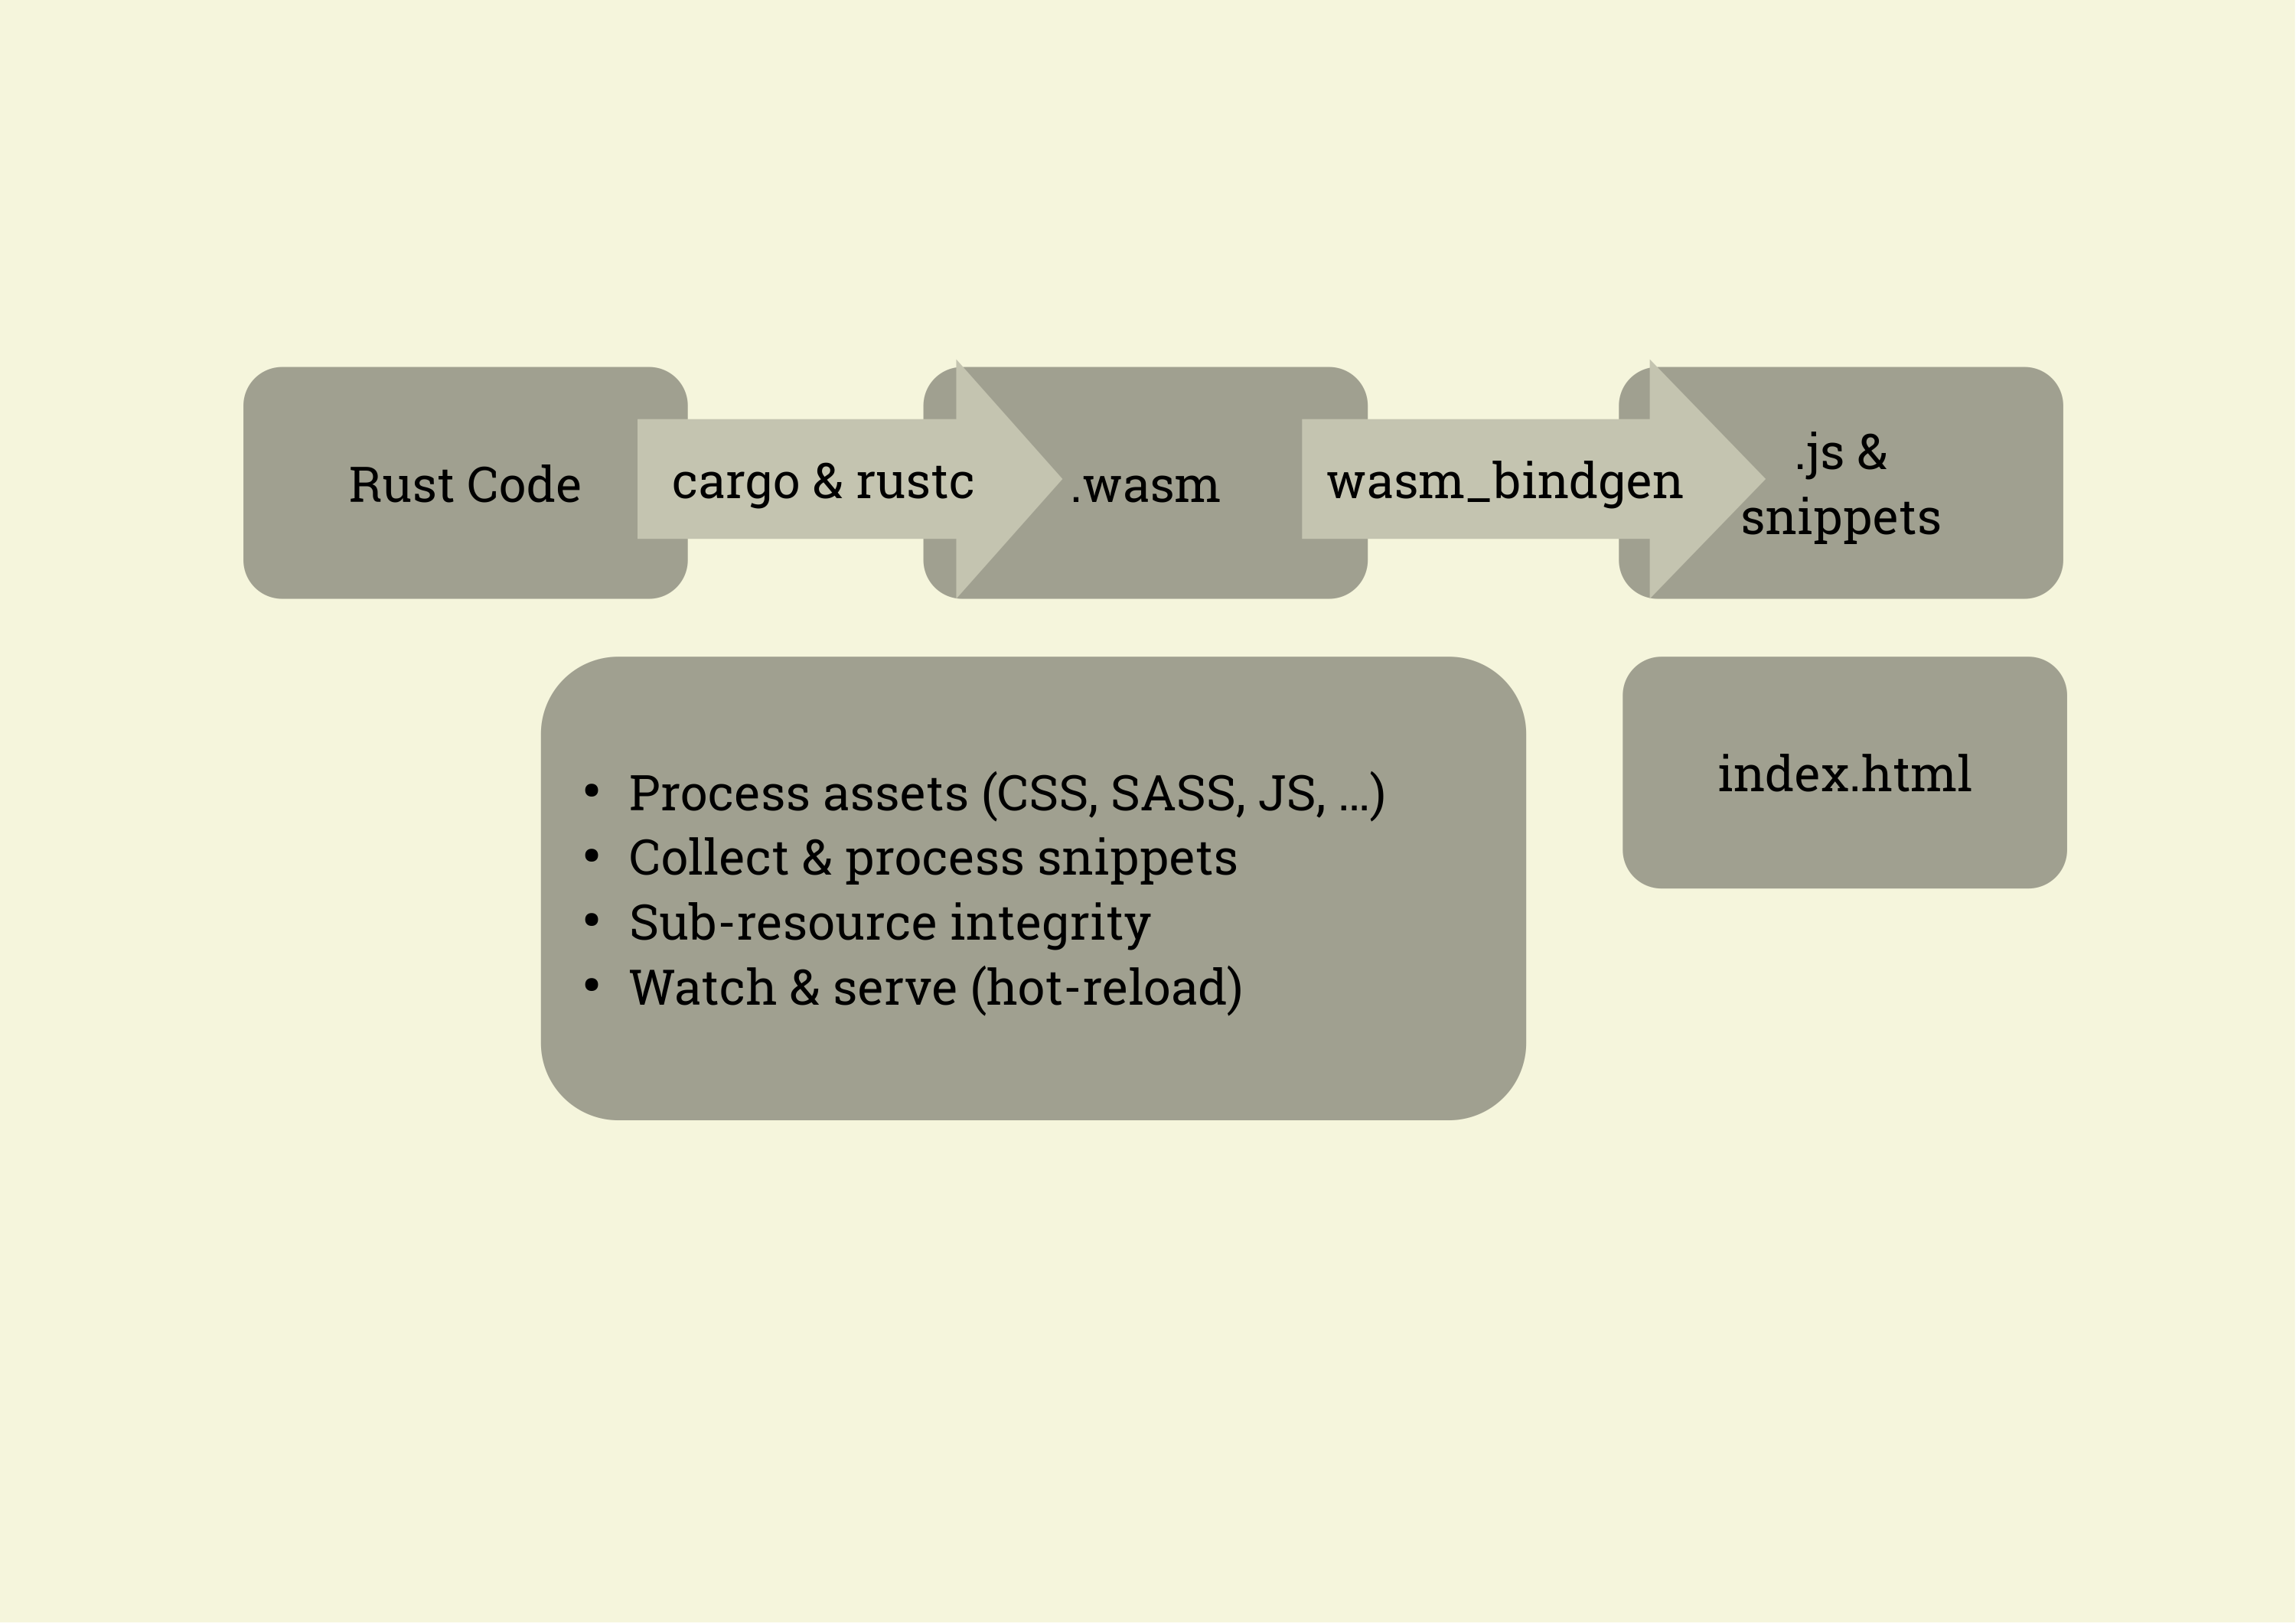 Rust Code
cargo & rustc
.wasm
wasm_bindgen
.js &
snippets
• Process assets (CSS, SASS, JS, …)
• Collect & process snippets
• Sub-resource integrity
• Watch & serve (hot-reload)
index.html